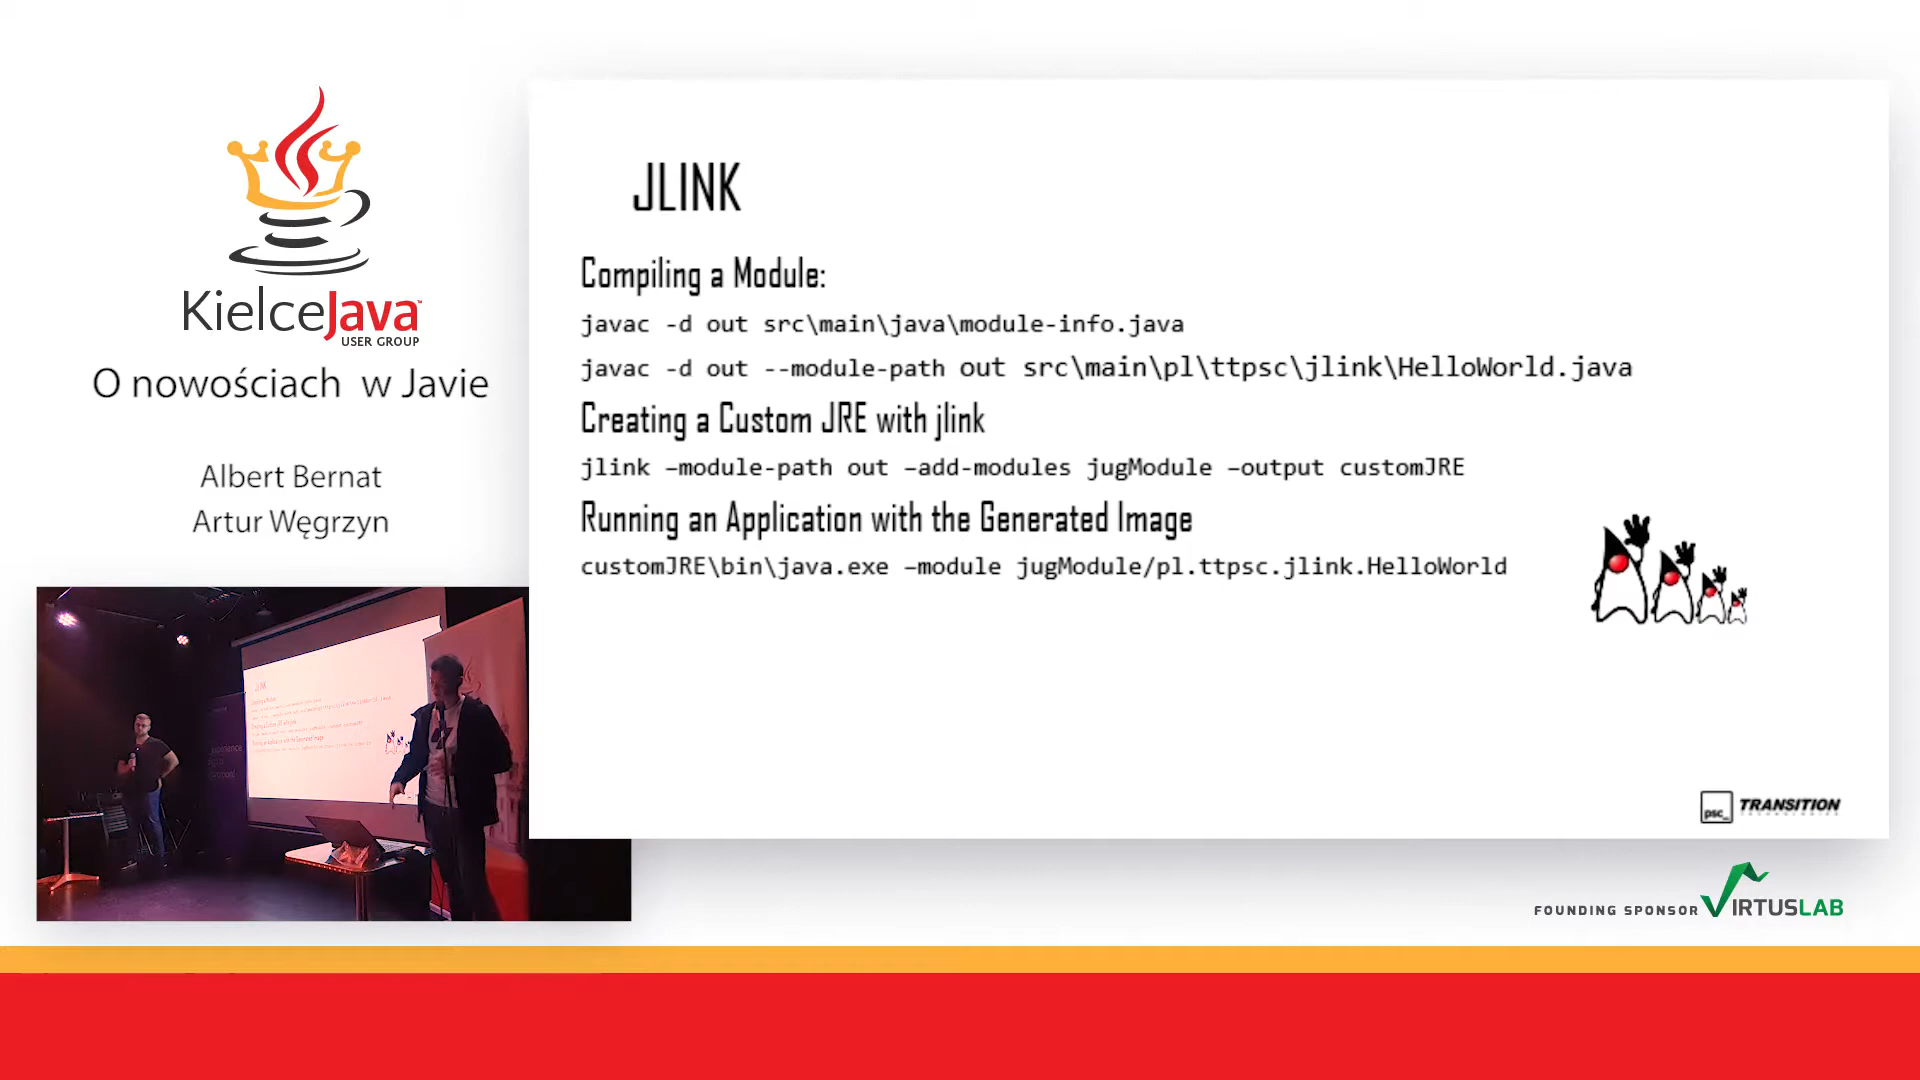 KielceJava™
USER GROUP
O nowościach w Javie
Albert Bernat
Artur Węgrzyn
JLINK
Compiling a Module:
javac -d out src\main\java\module-info.java
javac -d out --module-path out src\main\pl\ttpsc\jlink\HelloWorld.java
Creating a Custom JRE with jlink
jlink –module-path out –add-modules jugModule –output customJRE
Running an Application with the Generated Image
customJRE\bin\java.exe –module jugModule/pl.ttpsc.jlink.HelloWorld
psc_
TRANSITION
TECHNOLOGIES
FOUNDING SPONSOR VIRTUSLAB